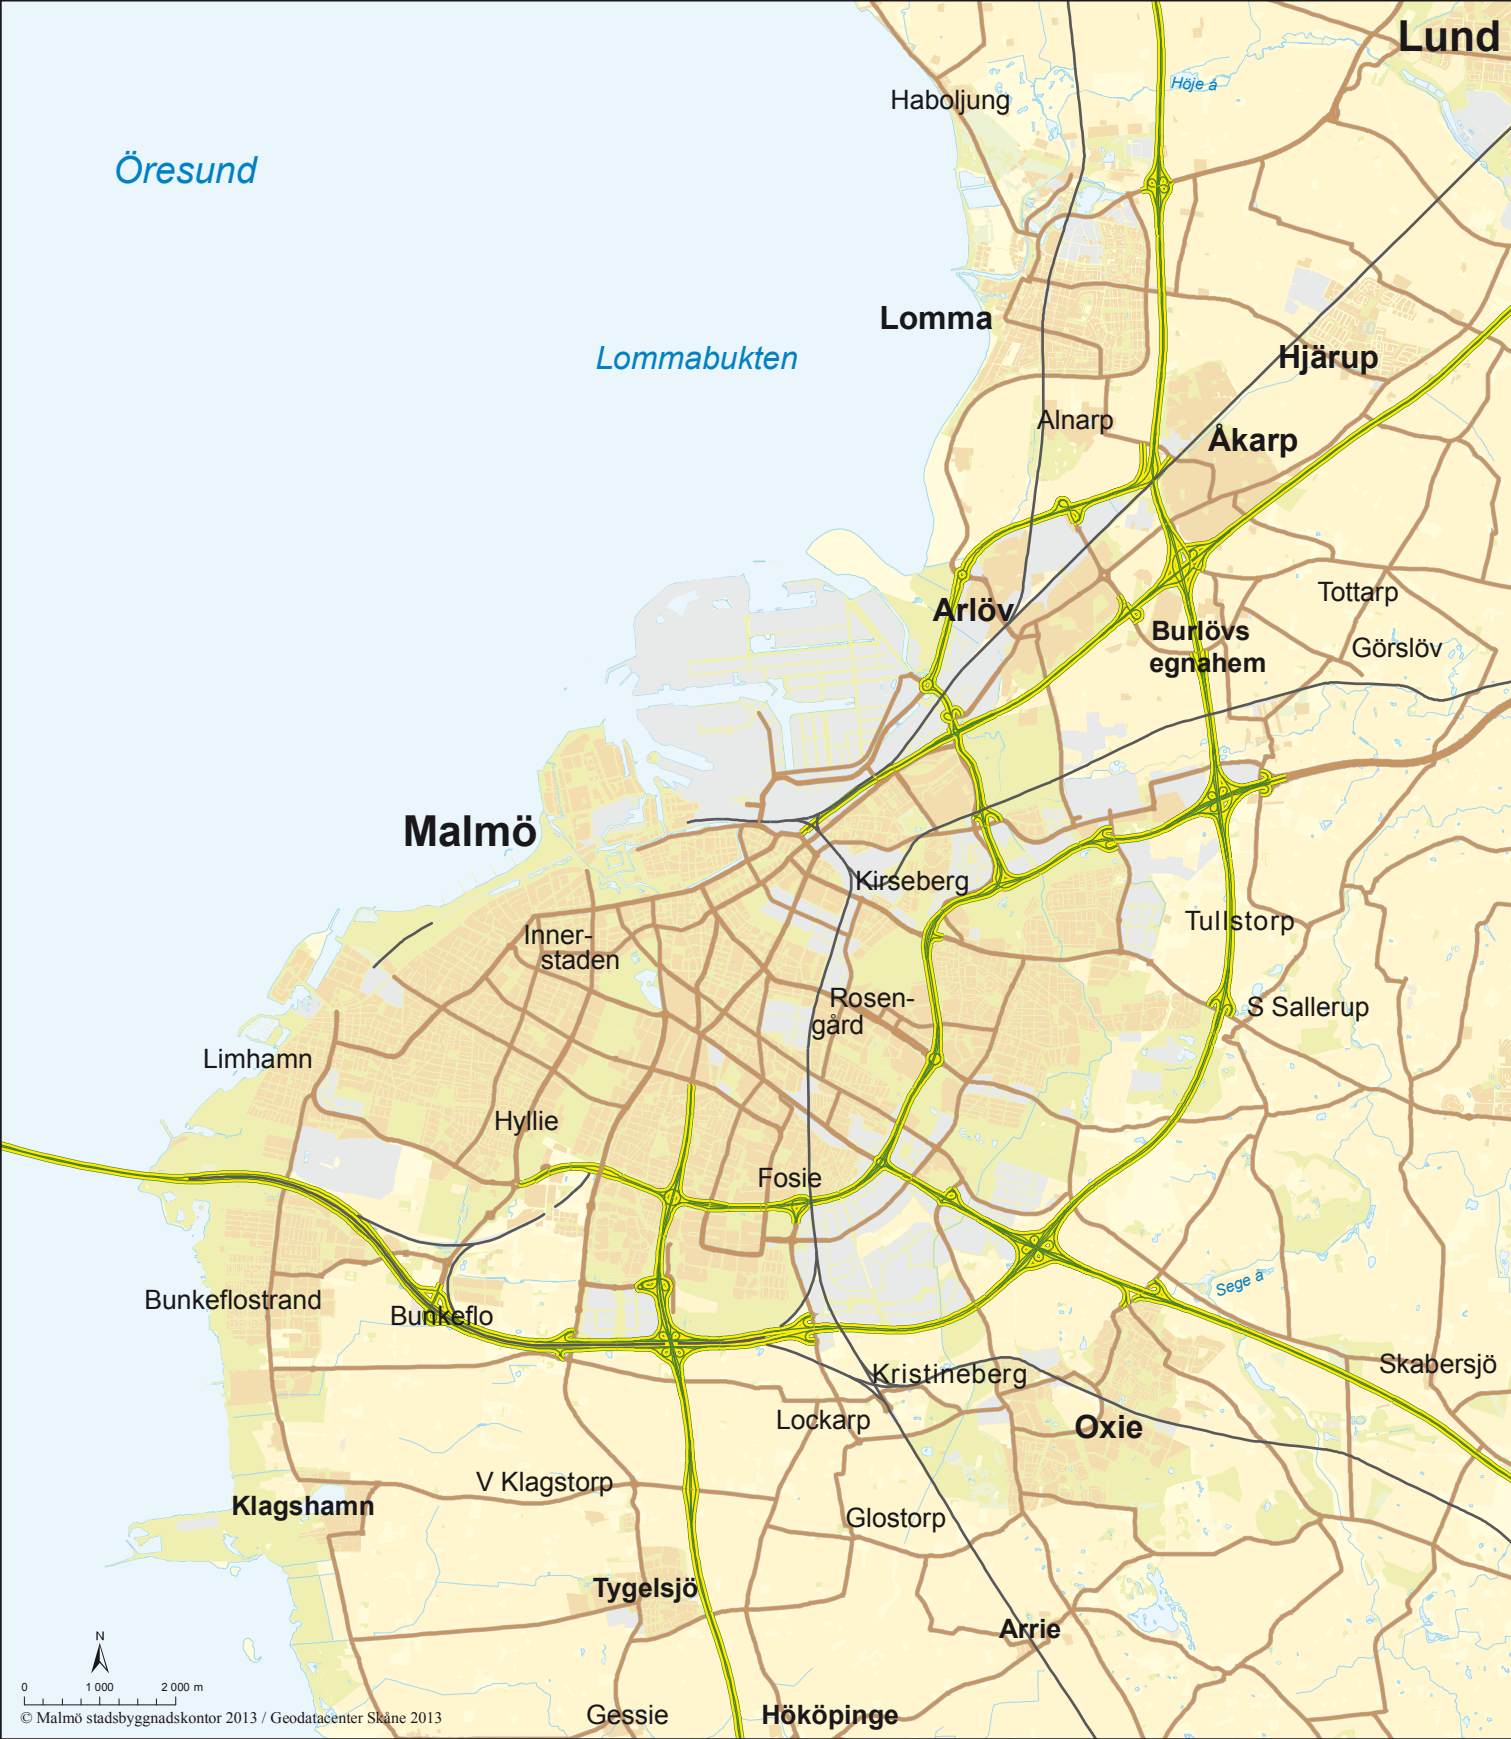 Lund
Höje å
Haboljung
Öresund
Lomma
Lommabukten
Hjärup
Alnarp
Åkarp
Tottarp
Arlöv
Burlövs
egnahem
Görslöv
Malmö
Kirseberg
Tullstorp
Inner-
staden
Rosen-
gård
S Sallerup
Limhamn
Hyllie
Fosie
Sege å
Bunkeflostrand
Bunkeflo
Skabersjö
Kristineberg
Lockarp
Oxie
V Klagstorp
Klagshamn
Glostorp
Tygelsjö
Arrie
N
0 1 000 2 000 m
Gessie
Hököpinge
© Malmö stadsbyggnadskontor 2013 / Geodatacenter Skåne 2013